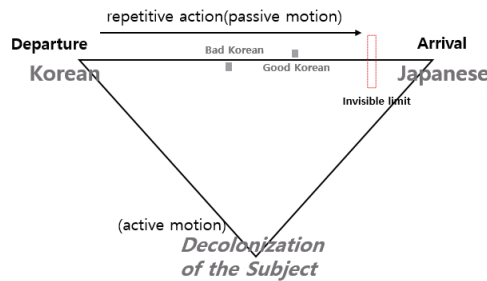 repetitive action(passive motion)
Departure
Arrival
Bad Korean
Good Korean
Korean
Japanese
Invisible limit
(active motion)
Decolonization
of the Subject